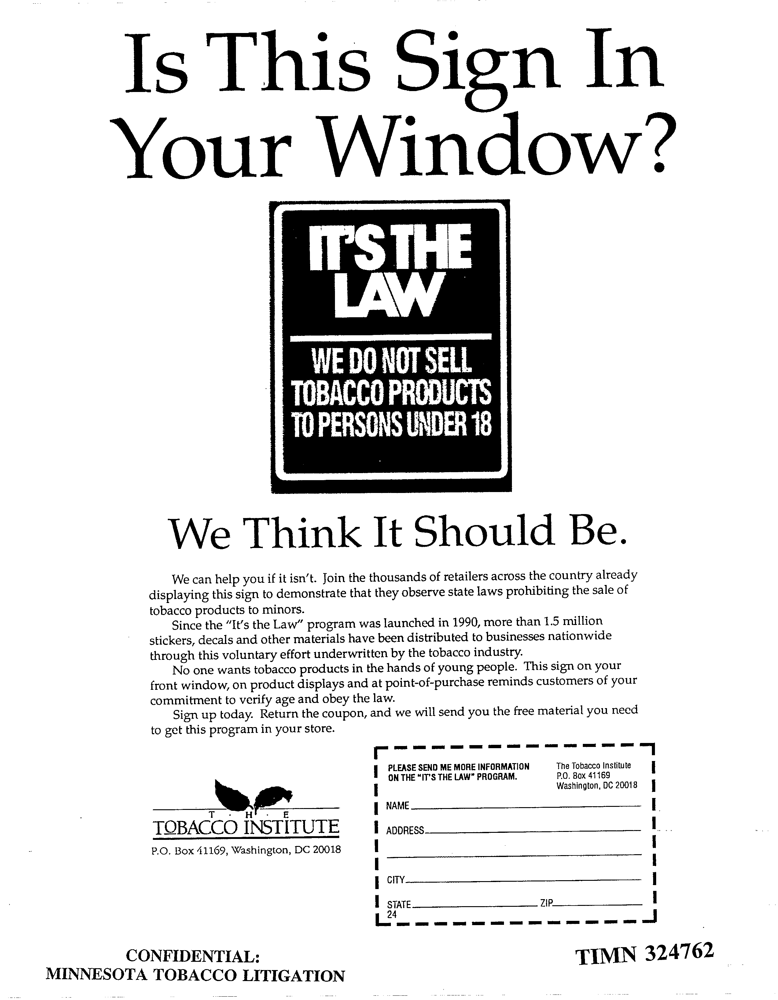 Is This Sign In
Your Window?
IT'S THE
LAW
WE DO NOT SELL
TOBACCO PRODUCTS
TO PERSONS UNDER 18
We Think It Should Be.
We can help you if it isn't. Join the thousands of retailers across the country already
displaying this sign to demonstrate that they observe state laws prohibiting the sale of
tobacco products to minors.
Since the "It's the Law" program was launched in 1990, more than 1.5 million
stickers, decals and other materials have been distributed to businesses nationwide
through this voluntary effort underwritten by the tobacco industry.
No one wants tobacco products in the hands of young people. This sign on your
front window, on product displays and at point-of-purchase reminds customers of your
commitment to verify age and obey the law.
Sign up today. Return the coupon, and we will send you the free material you need
to get this program in your store.
T · H · E
TOBACCO INSTITUTE
P.O. Box 41169, Washington, DC 20018
PLEASE SEND ME MORE INFORMATION
ON THE "IT'S THE LAW" PROGRAM.
The Tobacco Institute
P.O. Box 41169
Washington, DC 20018
NAME
ADDRESS
CITY
STATE ZIP
24
CONFIDENTIAL:
MINNESOTA TOBACCO LITIGATION
TIMN 324762